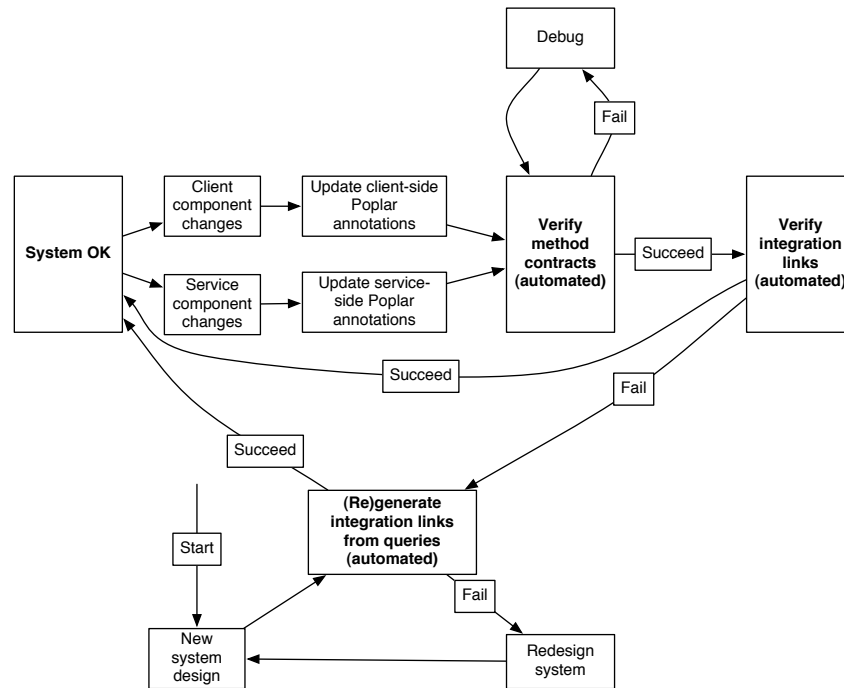 Debug
Fail
Client
component
changes
Update client-side
Poplar
annotations
System OK
Verify
method
contracts
(automated)
Succeed
Verify
integration
links
(automated)
Service
component
changes
Update service-
side Poplar
annotations
Succeed
Fail
Succeed
(Re)generate
integration links
from queries
(automated)
Start
Fail
New
system
design
Redesign
system